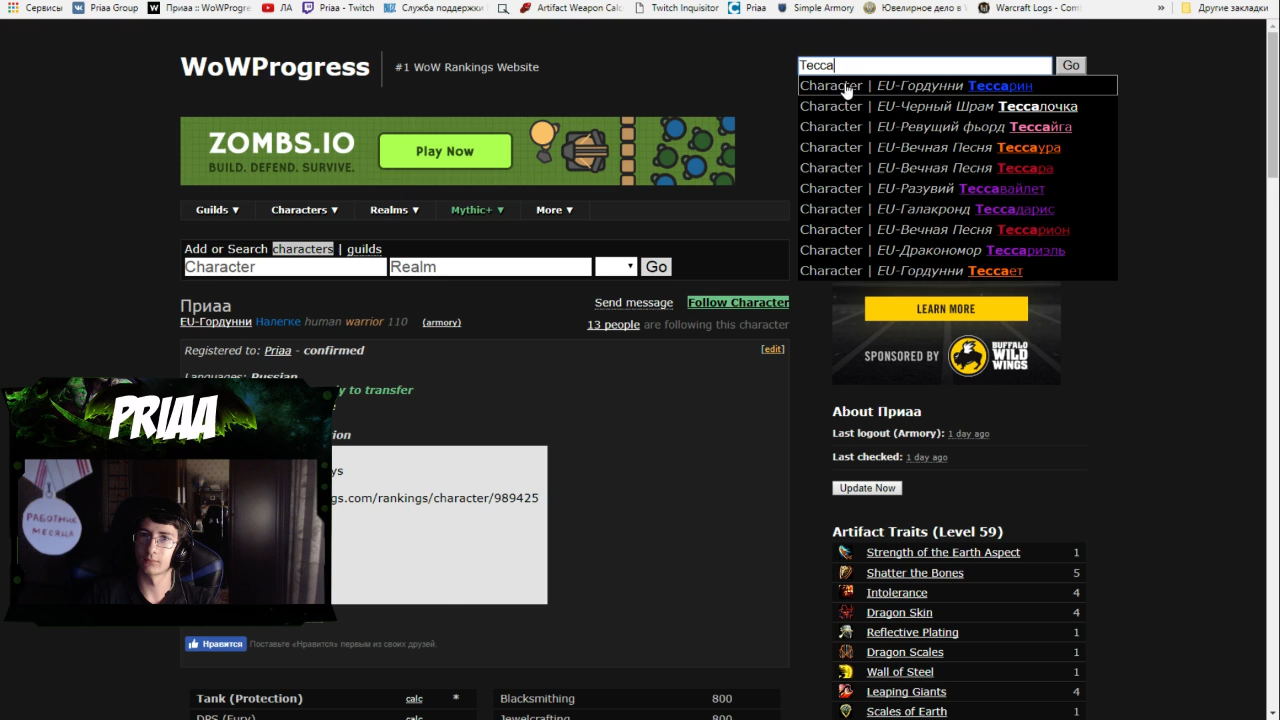 Сервисы Priaa Group Приаа :: WoWProgre ЛА Priaa - Twitch Служба поддержки Artifact Weapon Calc Twitch Inquisitor Priaa Simple Armory Ювелирное дело в Warcraft Logs - Com » Другие закладки
WoWProgress #1 WoW Rankings Website
Тесса Go
Character | EU-Гордунни Тессарин
Character | EU-Черный Шрам Тессалочка
Character | EU-Ревущий фьорд Тессайга
Character | EU-Вечная Песня Тессаура
Character | EU-Вечная Песня Тессара
Character | EU-Разувий Тессавайлет
Character | EU-Галакронд Тессадарис
Character | EU-Вечная Песня Тессарион
Character | EU-Дракономор Тессариэль
Character | EU-Гордунни Тессает
ZOMBS.IO
BUILD. DEFEND. SURVIVE.
Play Now
Guilds ▼ Characters ▼ Realms ▼ Mythic+ ▼ More ▼
Add or Search characters | guilds
Character Realm Go
Приаа Send message Follow Character
EU-Гордунни Налегке human warrior 110 (armory) 13 people are following this character
Registered to: Priaa - confirmed [edit]
Languages: Russian
y to transfer
ion
ys
gs.com/rankings/character/989425
PRIAA
РАБОТНИК
МЕСЯЦА
Нравится Поставьте «Нравится» первым из своих друзей.
Tank (Protection) calc *
DPS (Fury)
Blacksmithing 800
Jewelcrafting 800
LEARN MORE
SPONSORED BY BUFFALO
WILD
WINGS
About Приаа
Last logout (Armory): 1 day ago
Last checked: 1 day ago
Update Now
Artifact Traits (Level 59)
Strength of the Earth Aspect 1
Shatter the Bones 5
Intolerance 4
Dragon Skin 4
Reflective Plating 1
Dragon Scales 1
Wall of Steel 1
Leaping Giants 4
Scales of Earth 1